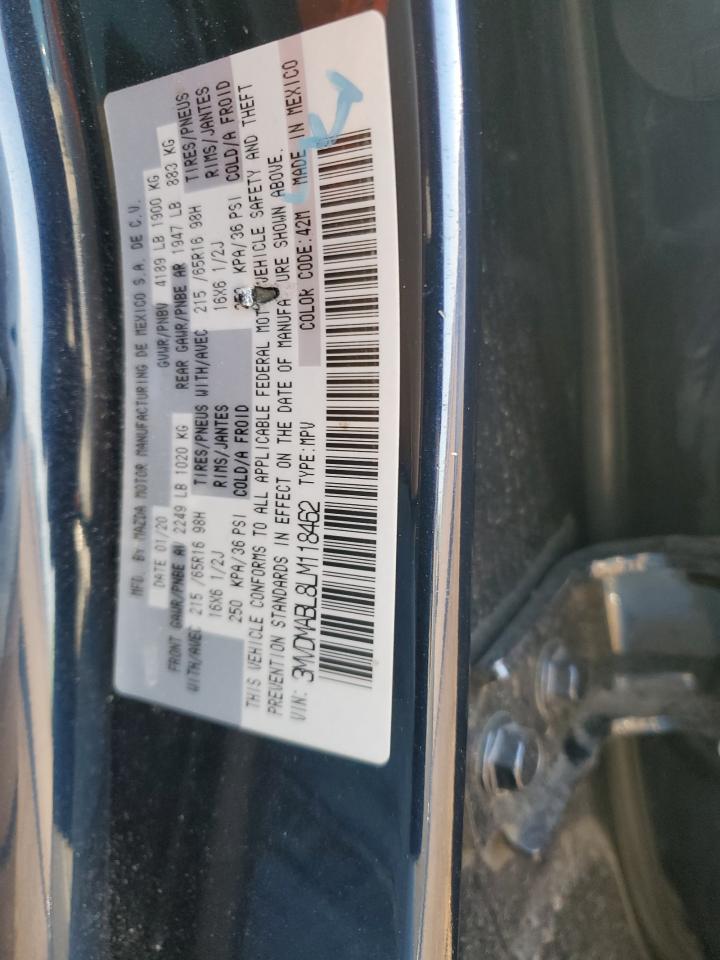 MFD. BY MAZDA MOTOR MANUFACTURING DE MEXICO S.A. DE C.V.
DATE 01/20 GVWR/PNBV 4189 LB 1900 KG
FRONT GAWR/PNBE AV 2249 LB 1020 KG REAR GAWR/PNBE AR 1947 LB 883 KG
WITH/AVEC 215 /65R16 98H TIRES/PNEUS WITH/AVEC 215 /65R16 98H TIRES/PNEUS
16X6 1/2J RIMS/JANTES 16X6 1/2J RIMS/JANTES
250 KPA/36 PSI COLD/A FROID KPA/36 PSI COLD/A FROID
THIS VEHICLE CONFORMS TO ALL APPLICABLE FEDERAL MOT VEHICLE SAFETY AND THEFT
PREVENTION STANDARDS IN EFFECT ON THE DATE OF MANUFA URE SHOWN ABOVE.
VIN: 3MVDMABL8LM118462 TYPE:MPV COLOR CODE:42M MADE IN MEXICO